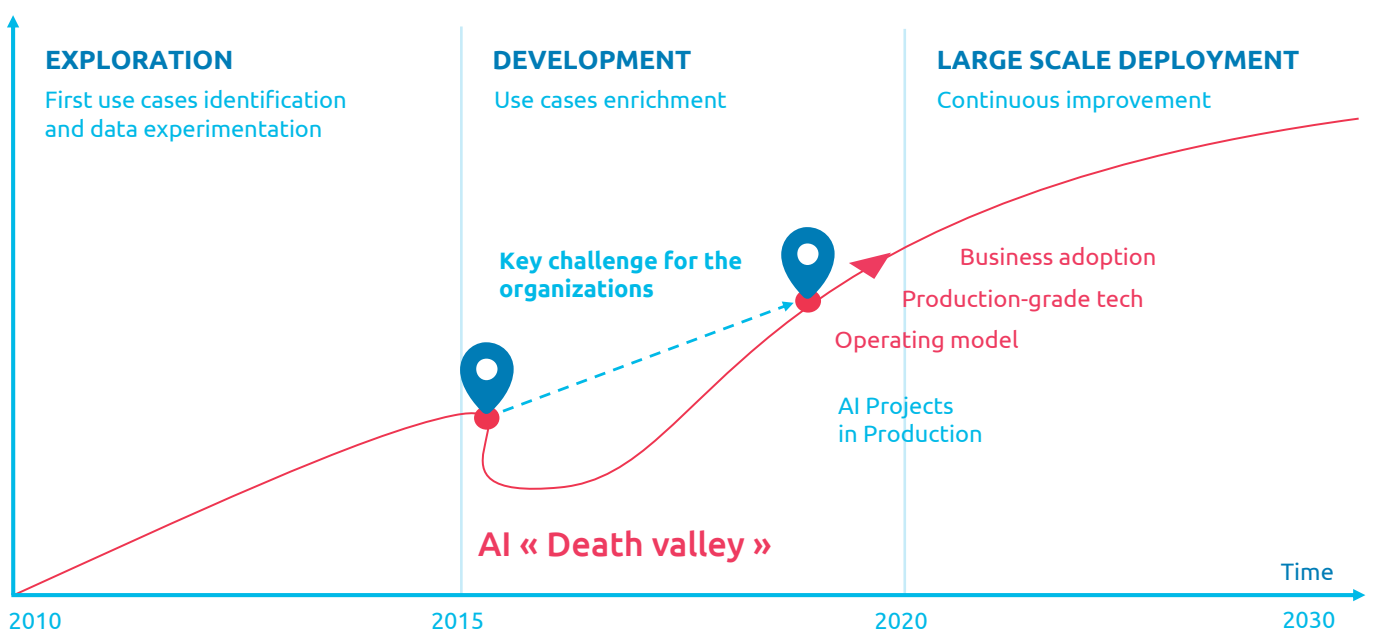 EXPLORATION
First use cases identification
and data experimentation
DEVELOPMENT
Use cases enrichment
LARGE SCALE DEPLOYMENT
Continuous improvement
Key challenge for the
organizations
Business adoption
Production-grade tech
Operating model
AI Projects
in Production
AI « Death valley »
Time
2010
2015
2020
2030